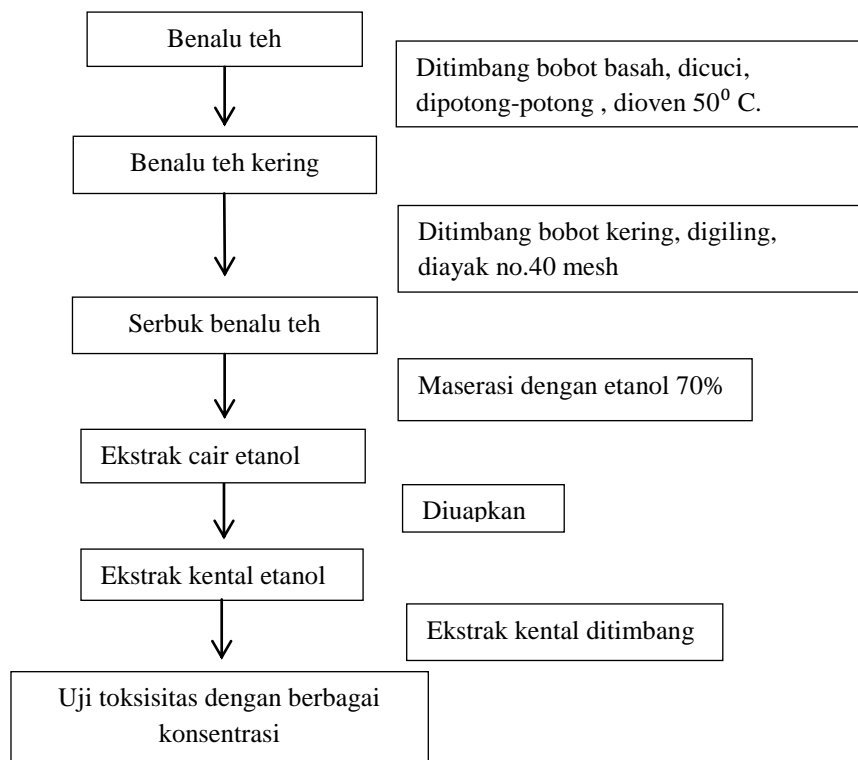 Benalu teh
Ditimbang bobot basah, dicuci,
dipotong-potong , dioven 50⁰ C.
Benalu teh kering
Ditimbang bobot kering, digiling,
diayak no.40 mesh
Serbuk benalu teh
Maserasi dengan etanol 70%
Ekstrak cair etanol
Diuapkan
Ekstrak kental etanol
Ekstrak kental ditimbang
Uji toksisitas dengan berbagai
konsentrasi